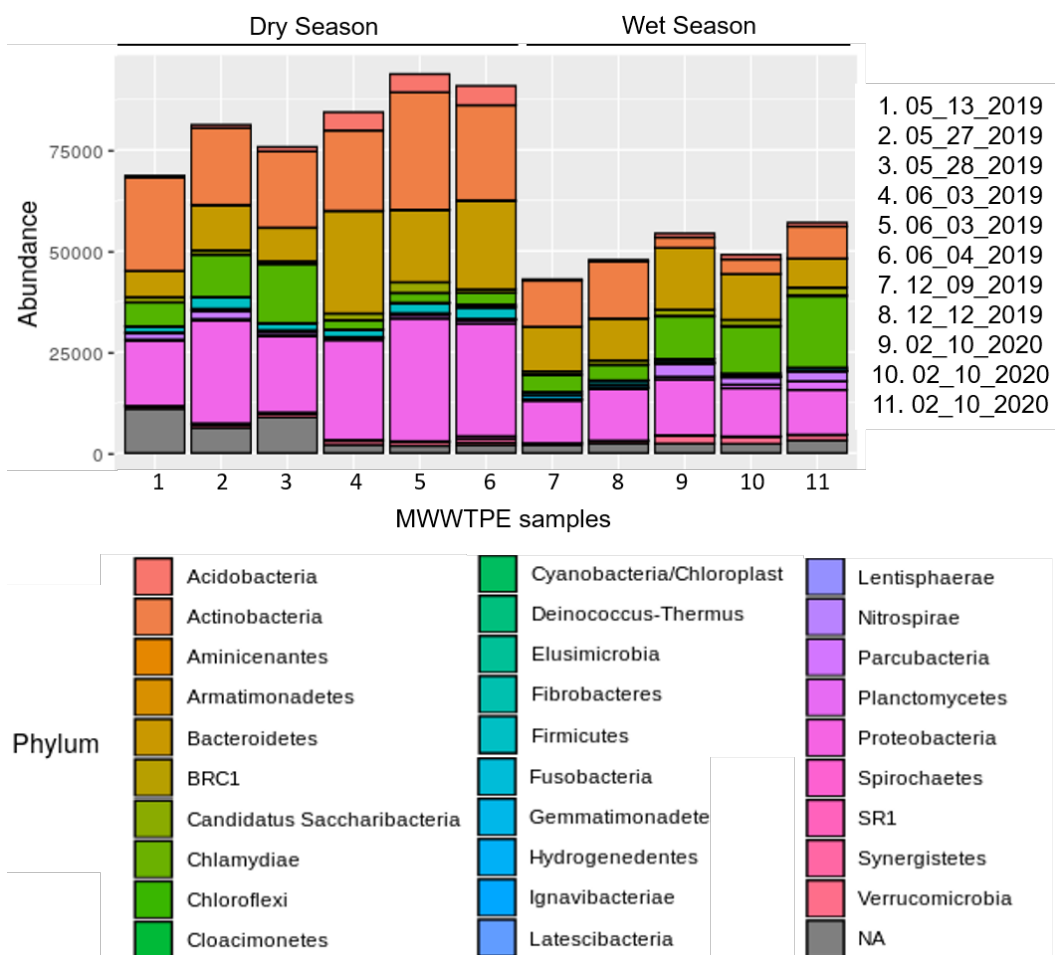 Dry Season Wet Season
Abundance
75000
50000
25000
0
1 2 3 4 5 6 7 8 9 10 11
MWWTPE samples
1. 05_13_2019
2. 05_27_2019
3. 05_28_2019
4. 06_03_2019
5. 06_03_2019
6. 06_04_2019
7. 12_09_2019
8. 12_12_2019
9. 02_10_2020
10. 02_10_2020
11. 02_10_2020
Phylum
Acidobacteria
Actinobacteria
Aminicenantes
Armatimonadetes
Bacteroidetes
BRC1
Candidatus Saccharibacteria
Chlamydiae
Chloroflexi
Cloacimonetes
Cyanobacteria/Chloroplast
Deinococcus-Thermus
Elusimicrobia
Fibrobacteres
Firmicutes
Fusobacteria
Gemmatimonadete
Hydrogenedentes
Ignavibacteriae
Latescibacteria
Lentisphaerae
Nitrospirae
Parcubacteria
Planctomycetes
Proteobacteria
Spirochaetes
SR1
Synergistetes
Verrucomicrobia
NA